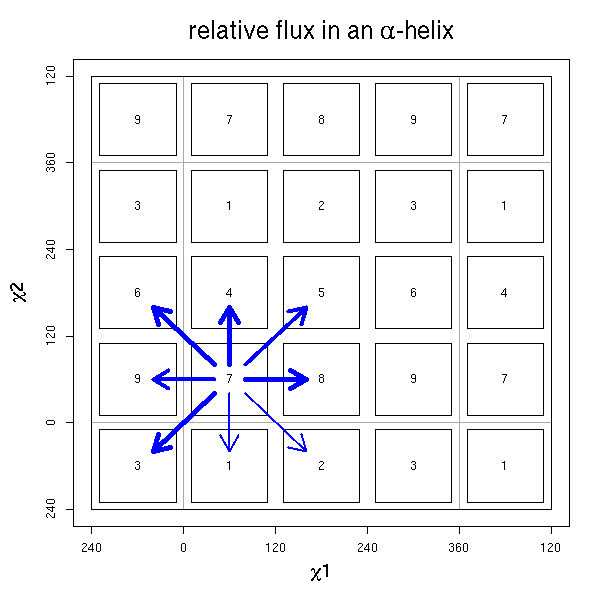 relative flux in an α-helix
120
9 7 8 9 7
360
3 1 2 3 1
240
6 4 5 6 4
χ2
120
9 7 8 9 7
0
3 1 2 3 1
240
240 0 120 240 360 120
χ1